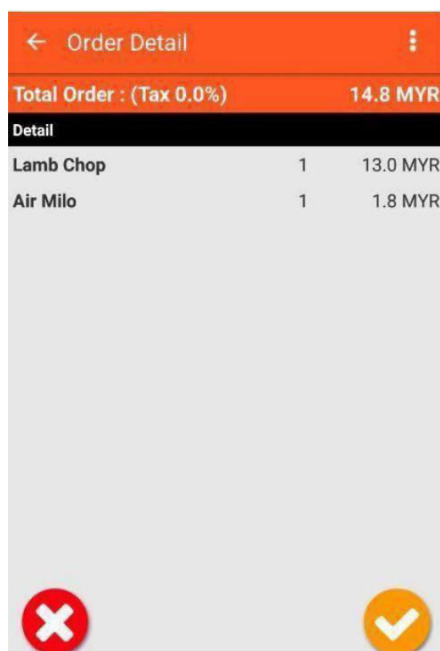 Order Detail
Total Order : (Tax 0.0%) 14.8 MYR
Detail
Lamb Chop 1 13.0 MYR
Air Milo 1 1.8 MYR